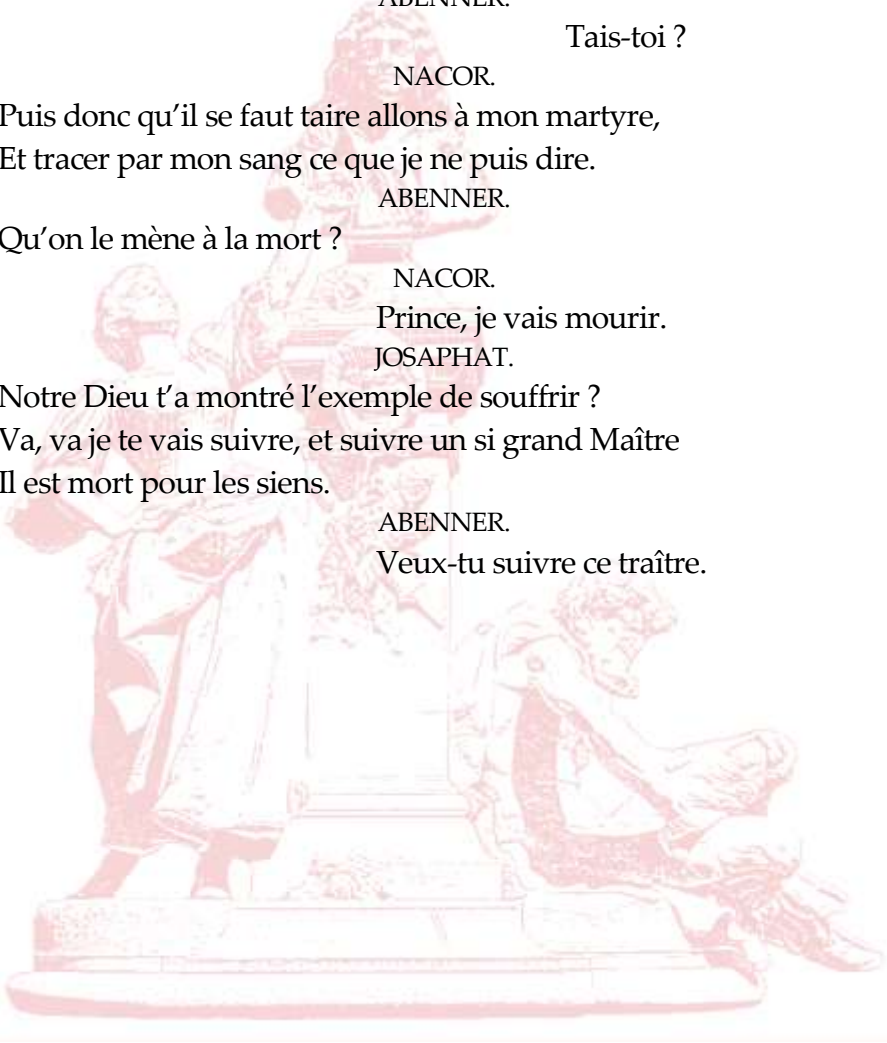 ABENNER.
Tais-toi ?
NACOR.
Puis donc qu’il se faut taire allons à mon martyre,
Et tracer par mon sang ce que je ne puis dire.
ABENNER.
Qu’on le mène à la mort ?
NACOR.
Prince, je vais mourir.
JOSAPHAT.
Notre Dieu t’a montré l’exemple de souffrir ?
Va, va je te vais suivre, et suivre un si grand Maître
Il est mort pour les siens.
ABENNER.
Veux-tu suivre ce traître.